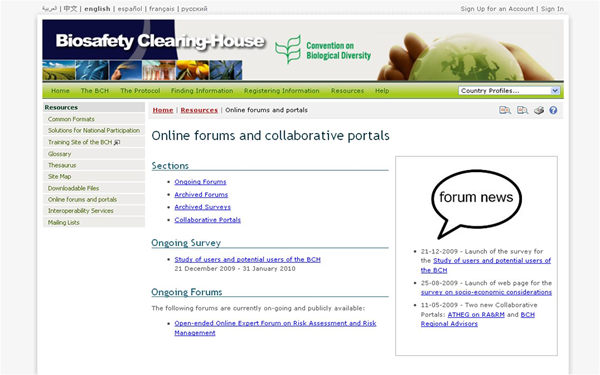 العربية | 中文 | english | español | français | русский
Sign Up for an Account | Sign In
Biosafety Clearing-House
Convention on
Biological Diversity
Home The BCH The Protocol Finding Information Registering Information Resources Help
Country Profiles...
Resources
Common Formats
Solutions for National Participation
Training Site of the BCH
Glossary
Thesaurus
Site Map
Downloadable Files
Online forums and portals
Interoperability Services
Mailing Lists
Home | Resources | Online forums and portals
Online forums and collaborative portals
Sections
Ongoing Forums
Archived Forums
Archived Surveys
Collaborative Portals
Ongoing Survey
Study of users and potential users of the BCH
21 December 2009 - 31 January 2010
Ongoing Forums
The following forums are currently on-going and publicly available:
Open-ended Online Expert Forum on Risk Assessment and Risk
Management
forum news
21-12-2009 - Launch of the survey for
the Study of users and potential users of
the BCH
25-08-2009 - Launch of web page for the
survey on socio-economic considerations
11-05-2009 - Two new Collaborative
Portals: ATHEG on RA&RM and BCH
Regional Advisors